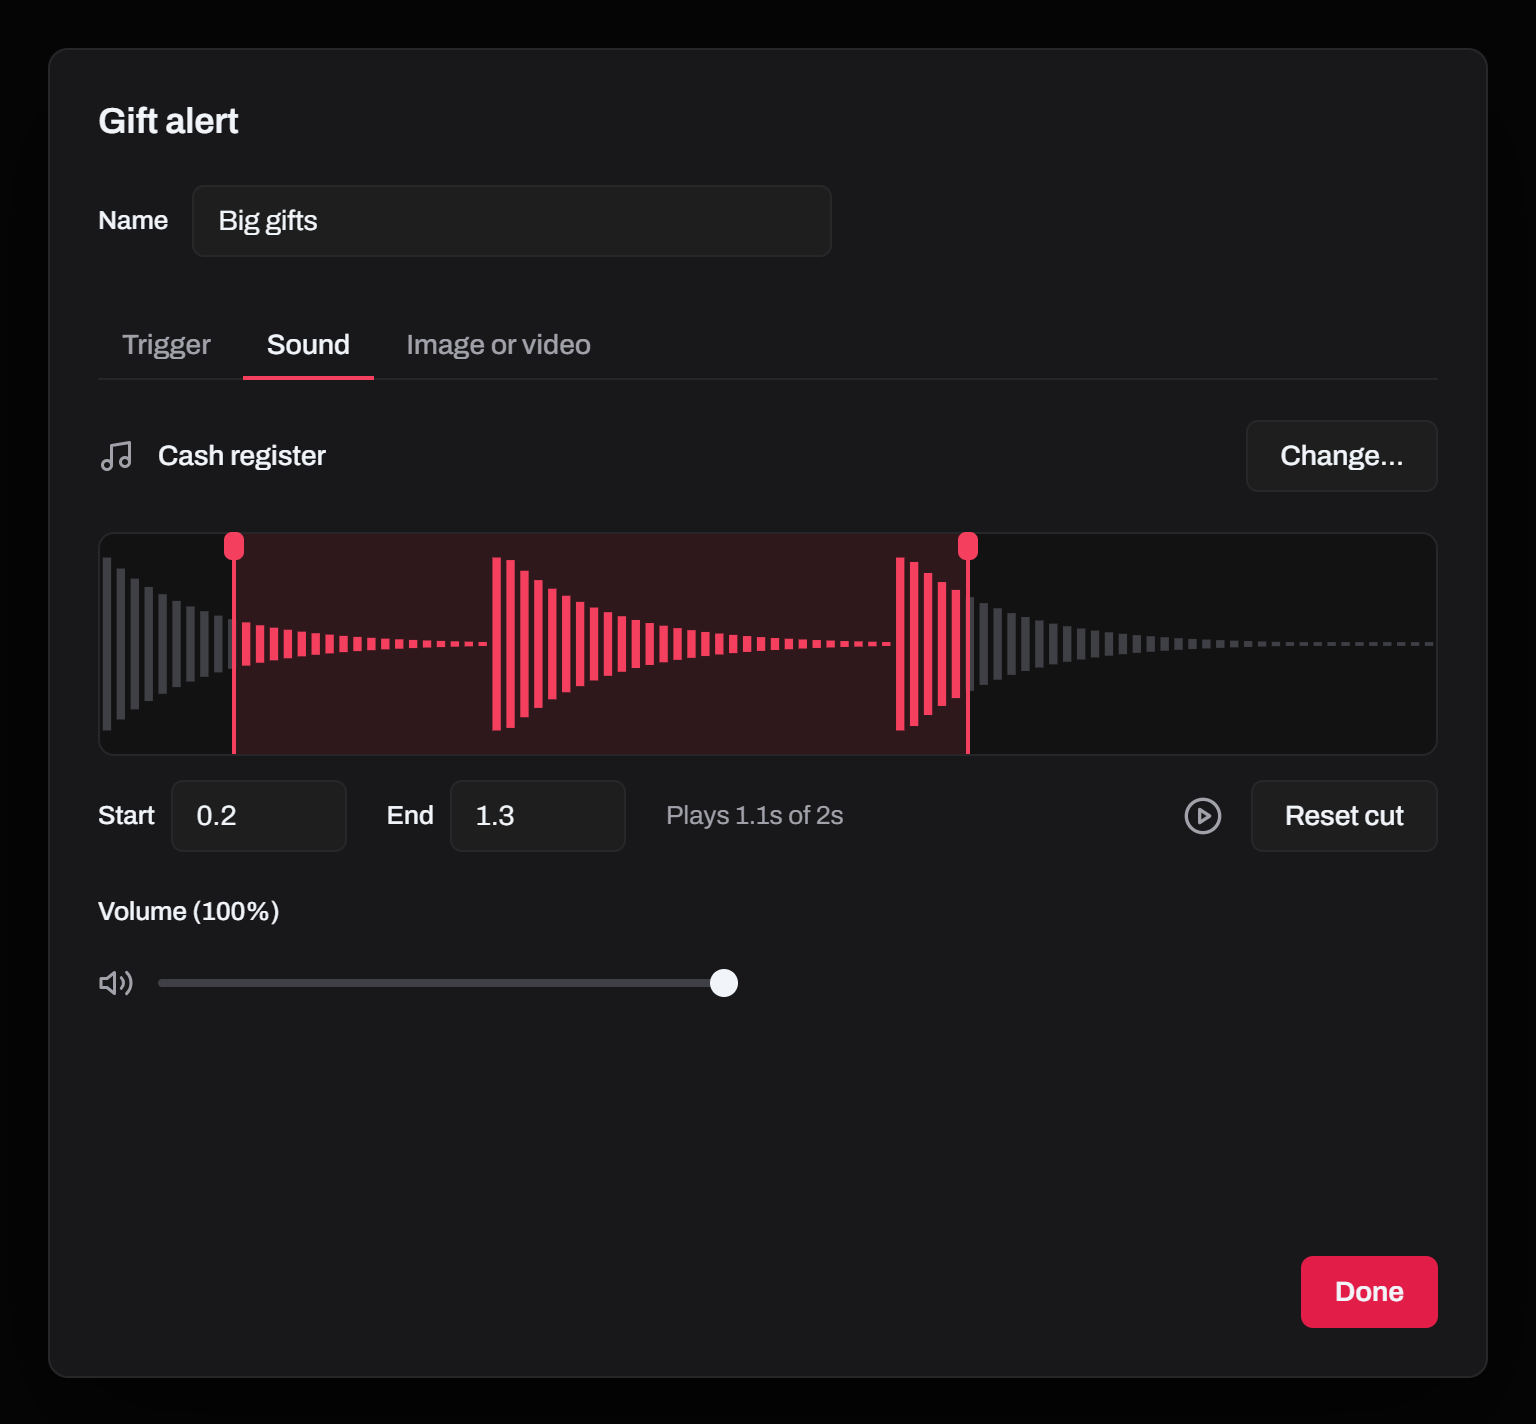 Gift alert
Name Big gifts
Trigger Sound Image or video
Cash register Change...
Start 0.2 End 1.3 Plays 1.1s of 2s Reset cut
Volume (100%)
Done